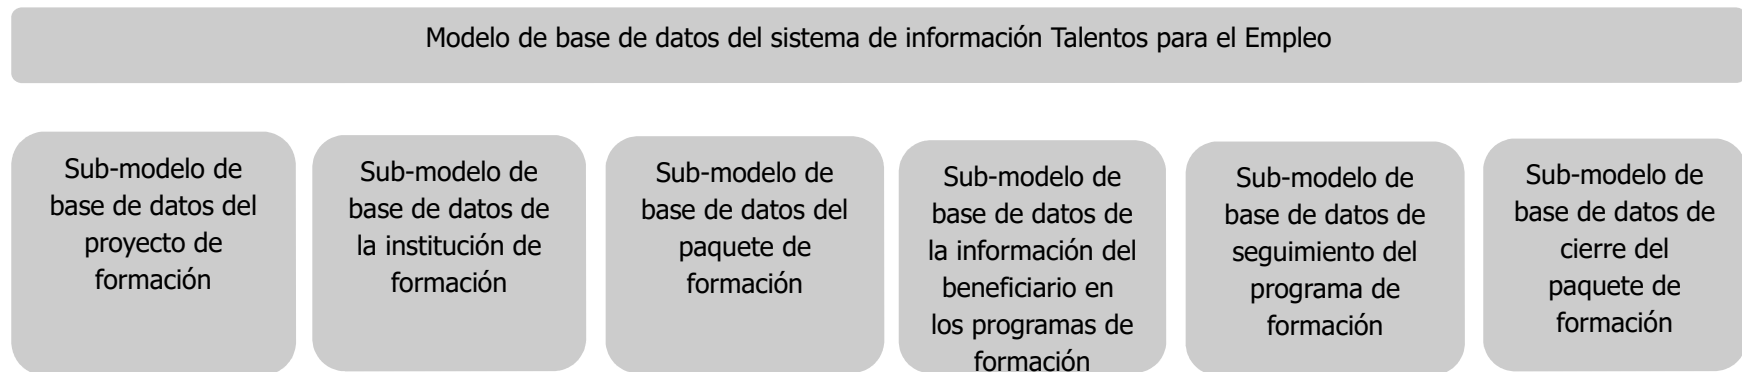 Modelo de base de datos del sistema de información Talentos para el Empleo
Sub-modelo de
base de datos del
proyecto de
formación
Sub-modelo de
base de datos de
la institución de
formación
Sub-modelo de
base de datos del
paquete de
formación
Sub-modelo de
base de datos de
la información del
beneficiario en
los programas de
formación
Sub-modelo de
base de datos de
seguimiento del
programa de
formación
Sub-modelo de
base de datos de
cierre del
paquete de
formación